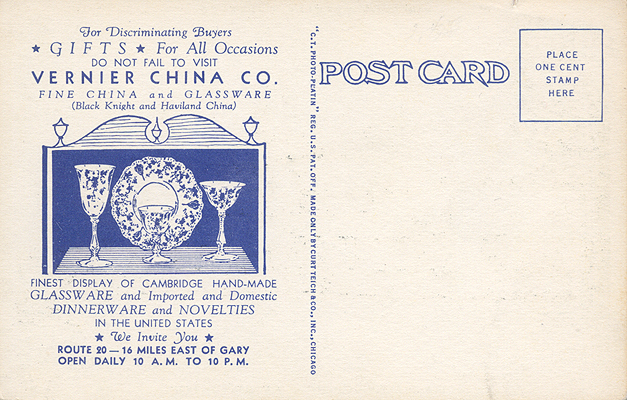 For Discriminating Buyers
★ GIFTS ★ For All Occasions
DO NOT FAIL TO VISIT
VERNIER CHINA CO.
FINE CHINA and GLASSWARE
(Black Knight and Haviland China)
FINEST DISPLAY OF CAMBRIDGE HAND-MADE
GLASSWARE and Imported and Domestic
DINNERWARE and NOVELTIES
IN THE UNITED STATES
★ We Invite You ★
ROUTE 20—16 MILES EAST OF GARY
OPEN DAILY 10 A. M. TO 10 P. M.
"C. T. PHOTO-PLATIN" REG. U.S. PAT. OFF. MADE ONLY BY CURT TEICH & CO., INC., CHICAGO
POST CARD
PLACE
ONE CENT
STAMP
HERE